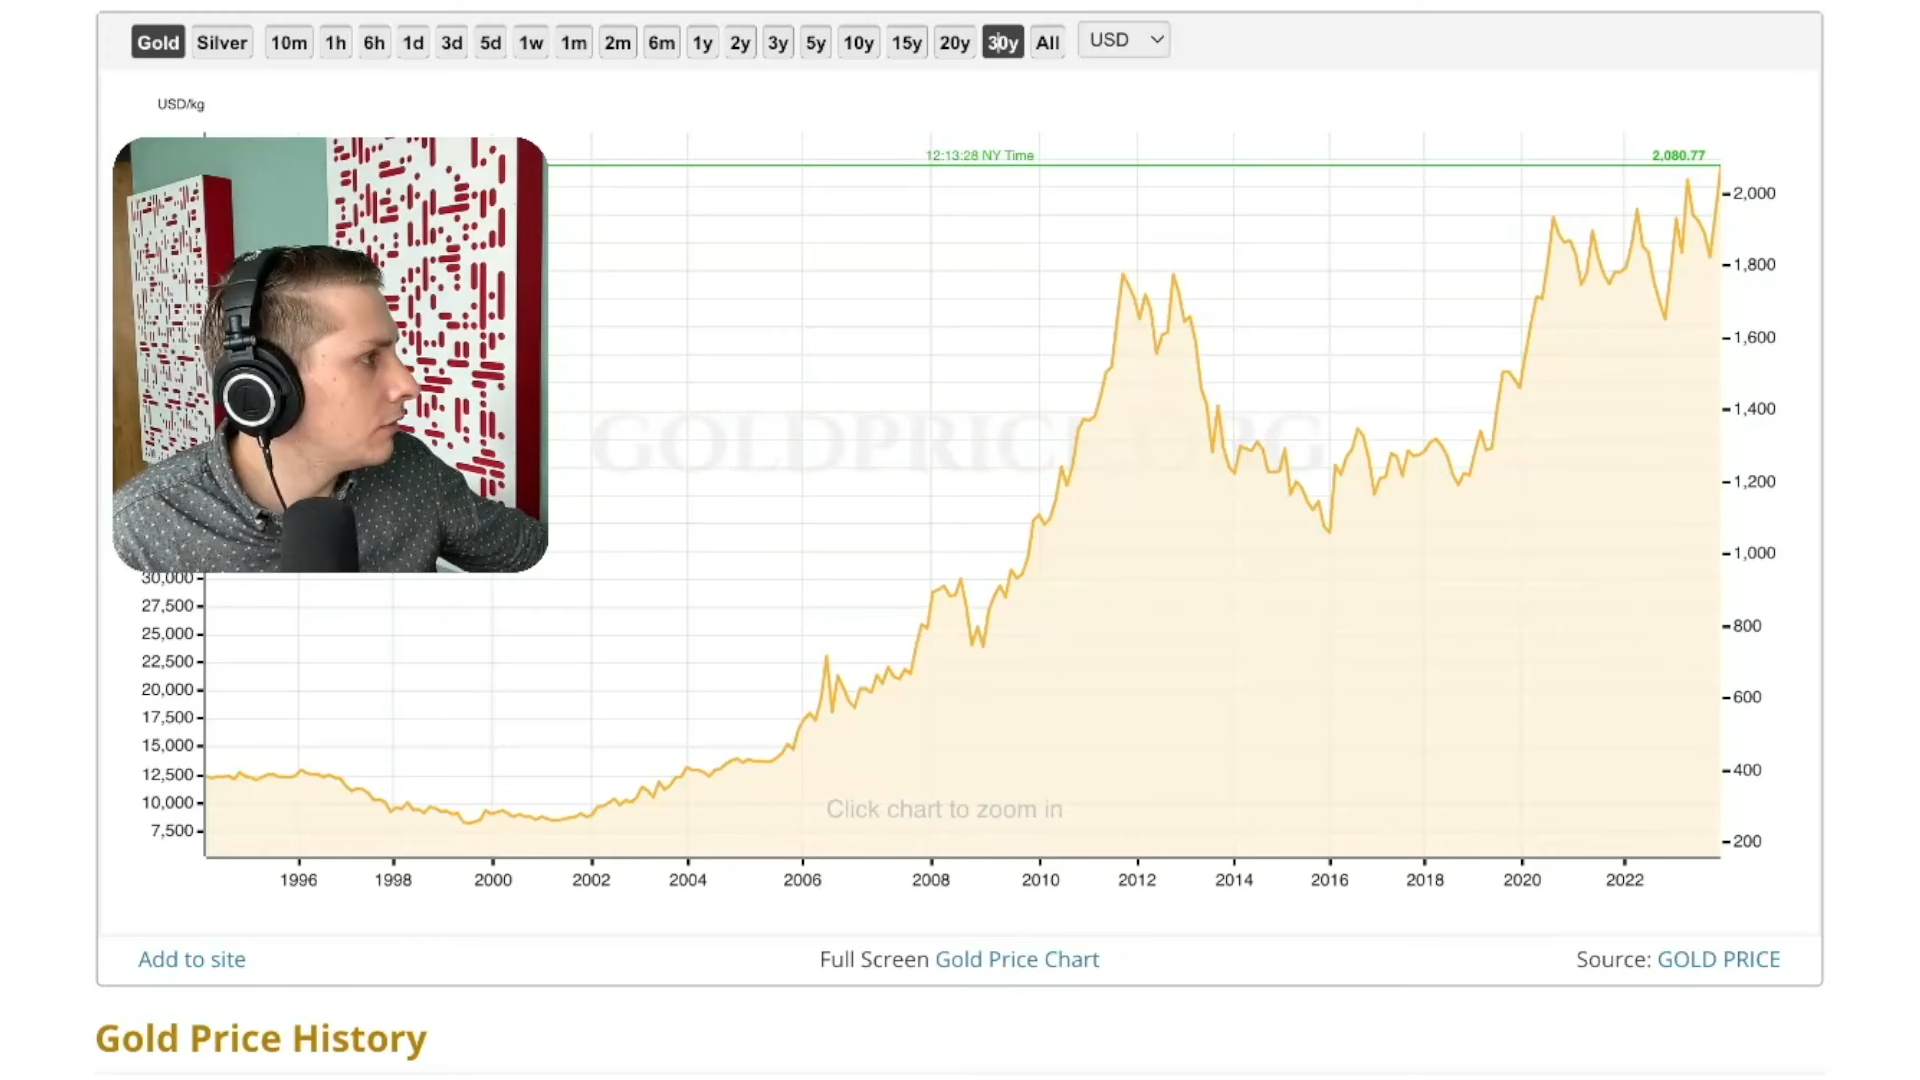 Gold Silver 10m 1h 6h 1d 3d 5d 1w 1m 2m 6m 1y 2y 3y 5y 10y 15y 20y 30y All USD
USD/kg
12:13:28 NY Time
2,080.77
2,000
1,800
1,600
1,400
1,200
1,000
800
600
400
200
30,000
27,500
25,000
22,500
20,000
17,500
15,000
12,500
10,000
7,500
Click chart to zoom in
1996 1998 2000 2002 2004 2006 2008 2010 2012 2014 2016 2018 2020 2022
Add to site
Full Screen Gold Price Chart
Source: GOLD PRICE
Gold Price History